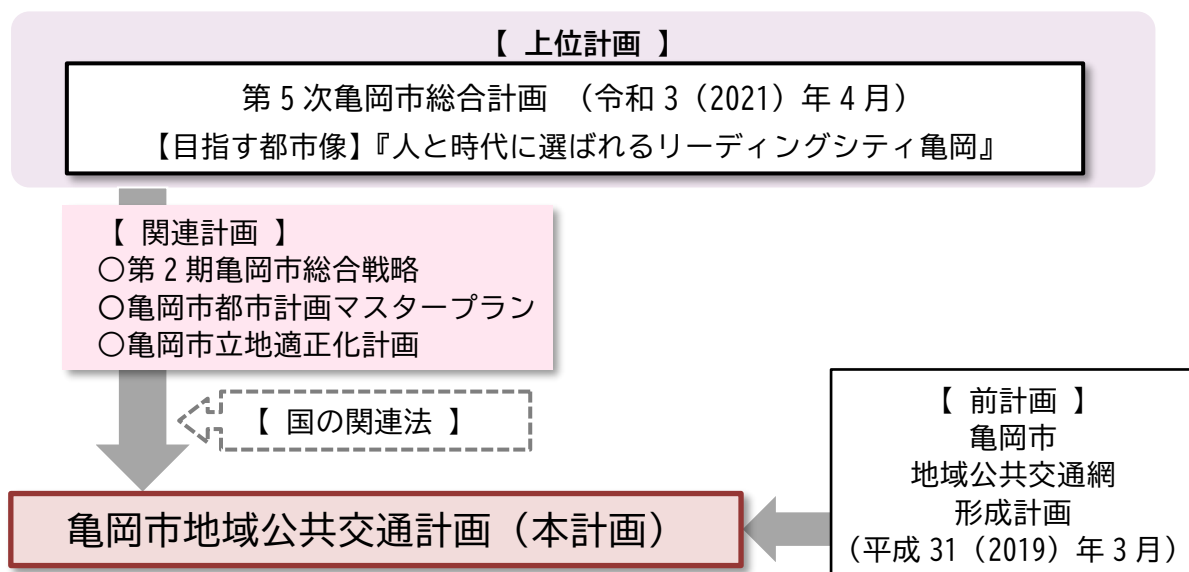 【 上位計画 】
第5次亀岡市総合計画 (令和3(2021)年4月)
【目指す都市像】『人と時代に選ばれるリーディングシティ亀岡』
【 関連計画 】
○第2期亀岡市総合戦略
○亀岡市都市計画マスタープラン
○亀岡市立地適正化計画
【 国の関連法 】
【 前計画 】
亀岡市
地域公共交通網
形成計画
(平成31(2019)年3月)
亀岡市地域公共交通計画(本計画)